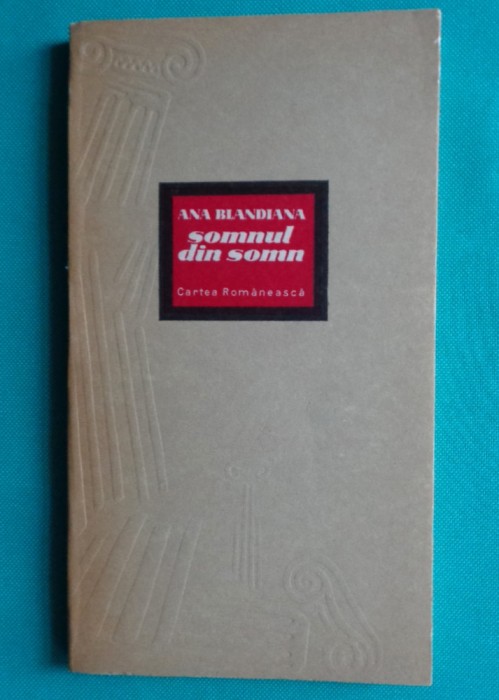 ANA BLANDIANA
somnul
din somn
Cartea Românească